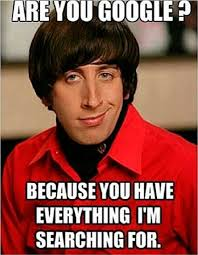 ARE YOU GOOGLE ?
BECAUSE YOU HAVE
EVERYTHING I'M
SEARCHING FOR.